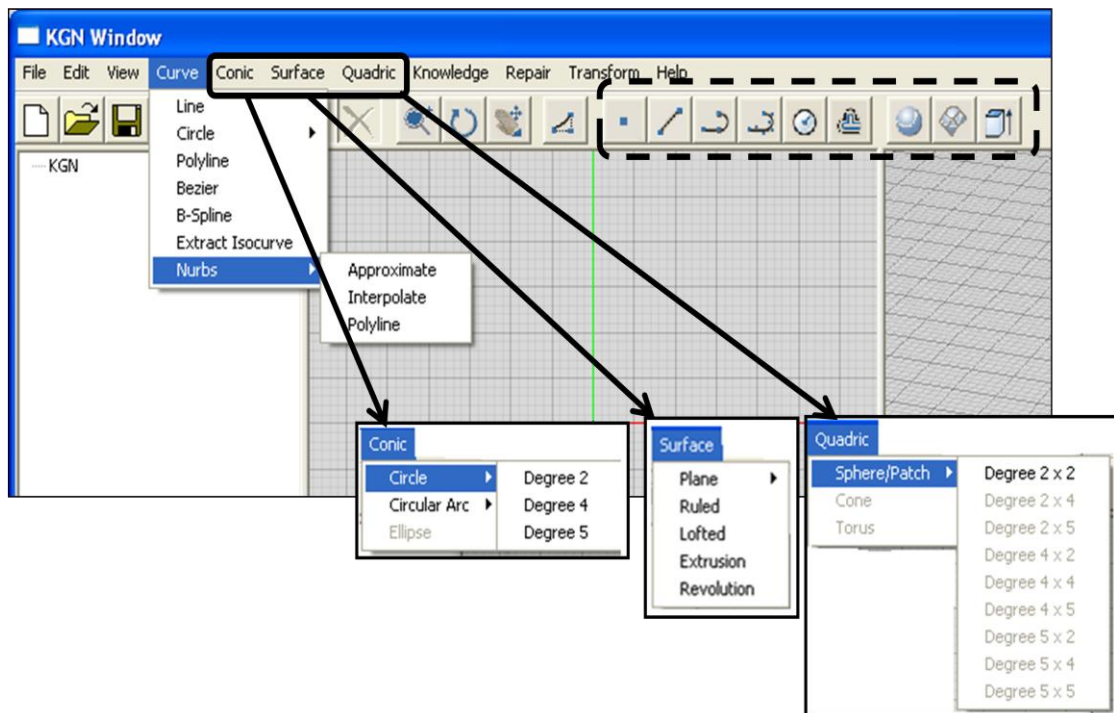 KGN Window
File Edit View Curve Conic Surface Quadric Knowledge Repair Transform Help
KGN
Line
Circle
Polyline
Bezier
B-Spline
Extract Isocurve
Nurbs
Approximate
Interpolate
Polyline
Conic
Circle
Circular Arc
Ellipse
Degree 2
Degree 4
Degree 5
Surface
Plane
Ruled
Lofted
Extrusion
Revolution
Quadric
Sphere/Patch
Cone
Torus
Degree 2 x 2
Degree 2 x 4
Degree 2 x 5
Degree 4 x 2
Degree 4 x 4
Degree 4 x 5
Degree 5 x 2
Degree 5 x 4
Degree 5 x 5